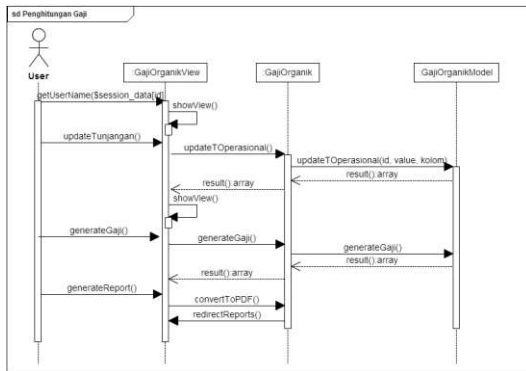 sd Penghitungan Gaji
User
:GajiOrganikView
:GajiOrganik
GajiOrganikModel
getUserName($session_data[id]
showView()
updateTunjangan()
updateTOperasional()
updateTOperasional(id, value, kolom)
result():array
result():array
showView()
generateGaji()
generateGaji()
generateGaji()
result():array
result():array
generateReport()
convertToPDF()
redirectReports()